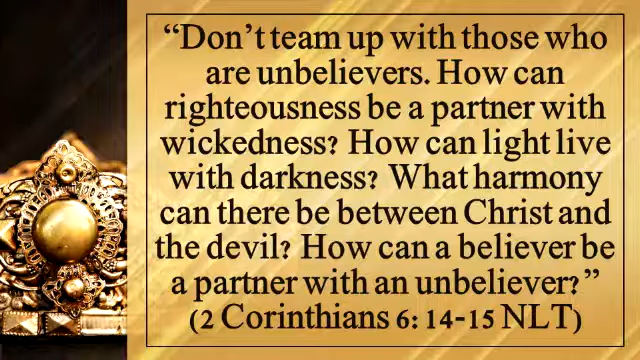 “Don’t team up with those who
are unbelievers. How can
righteousness be a partner with
wickedness? How can light live
with darkness? What harmony
can there be between Christ and
the devil? How can a believer be
a partner with an unbeliever?”
(2 Corinthians 6: 14-15 NLT)